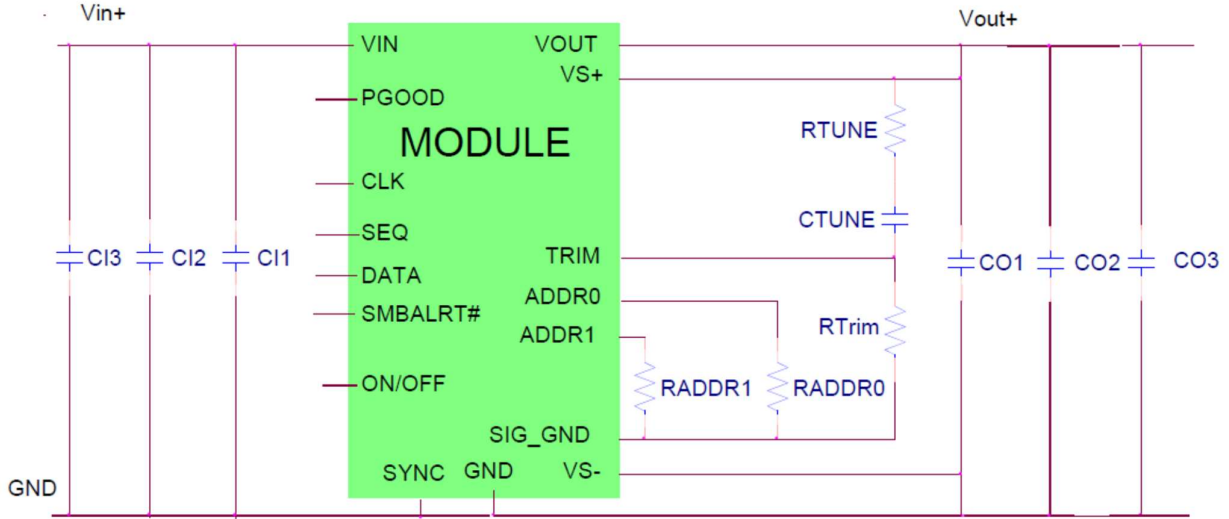 Vin+
Vout+
VIN
VOUT
VS+
PGOOD
RTUNE
MODULE
CLK
CTUNE
SEQ
TRIM
CI3
CI2
CI1
CO1
CO2
CO3
DATA
ADDR0
SMBALRT#
ADDR1
RTrim
ON/OFF
RADDR1
RADDR0
SIG_GND
SYNC
GND
VS-
GND